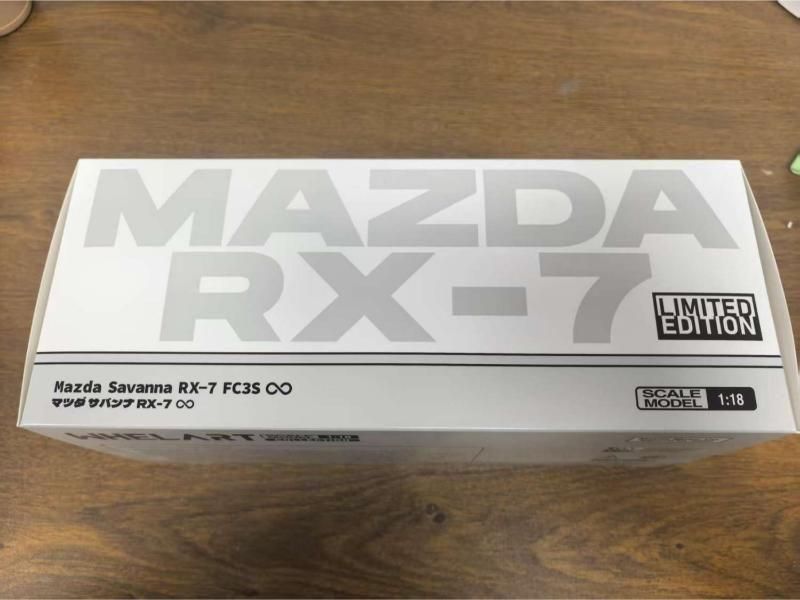 MAZDA
RX-7
LIMITED
EDITION
Mazda Savanna RX-7 FC3S ∞
マツダ サバンナ RX-7 ∞
SCALE
MODEL 1:18
WHELART